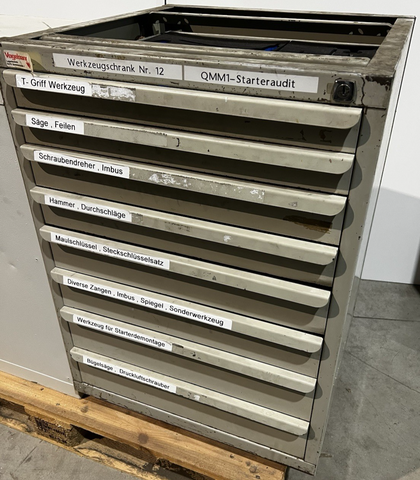 Werkzeugschrank Nr. 12
QMM1-Starteraudit
T- Griff Werkzeug
Säge , Feilen
Schraubendreher , Imbus
Hammer , Durchschläge
Maulschlüssel , Steckschlüsselsatz
Diverse Zangen , Imbus , Spiegel , Sonderwerkzeug
Werkzeug für Starterdemontage
Bügelsäge , Druckluftschrauber